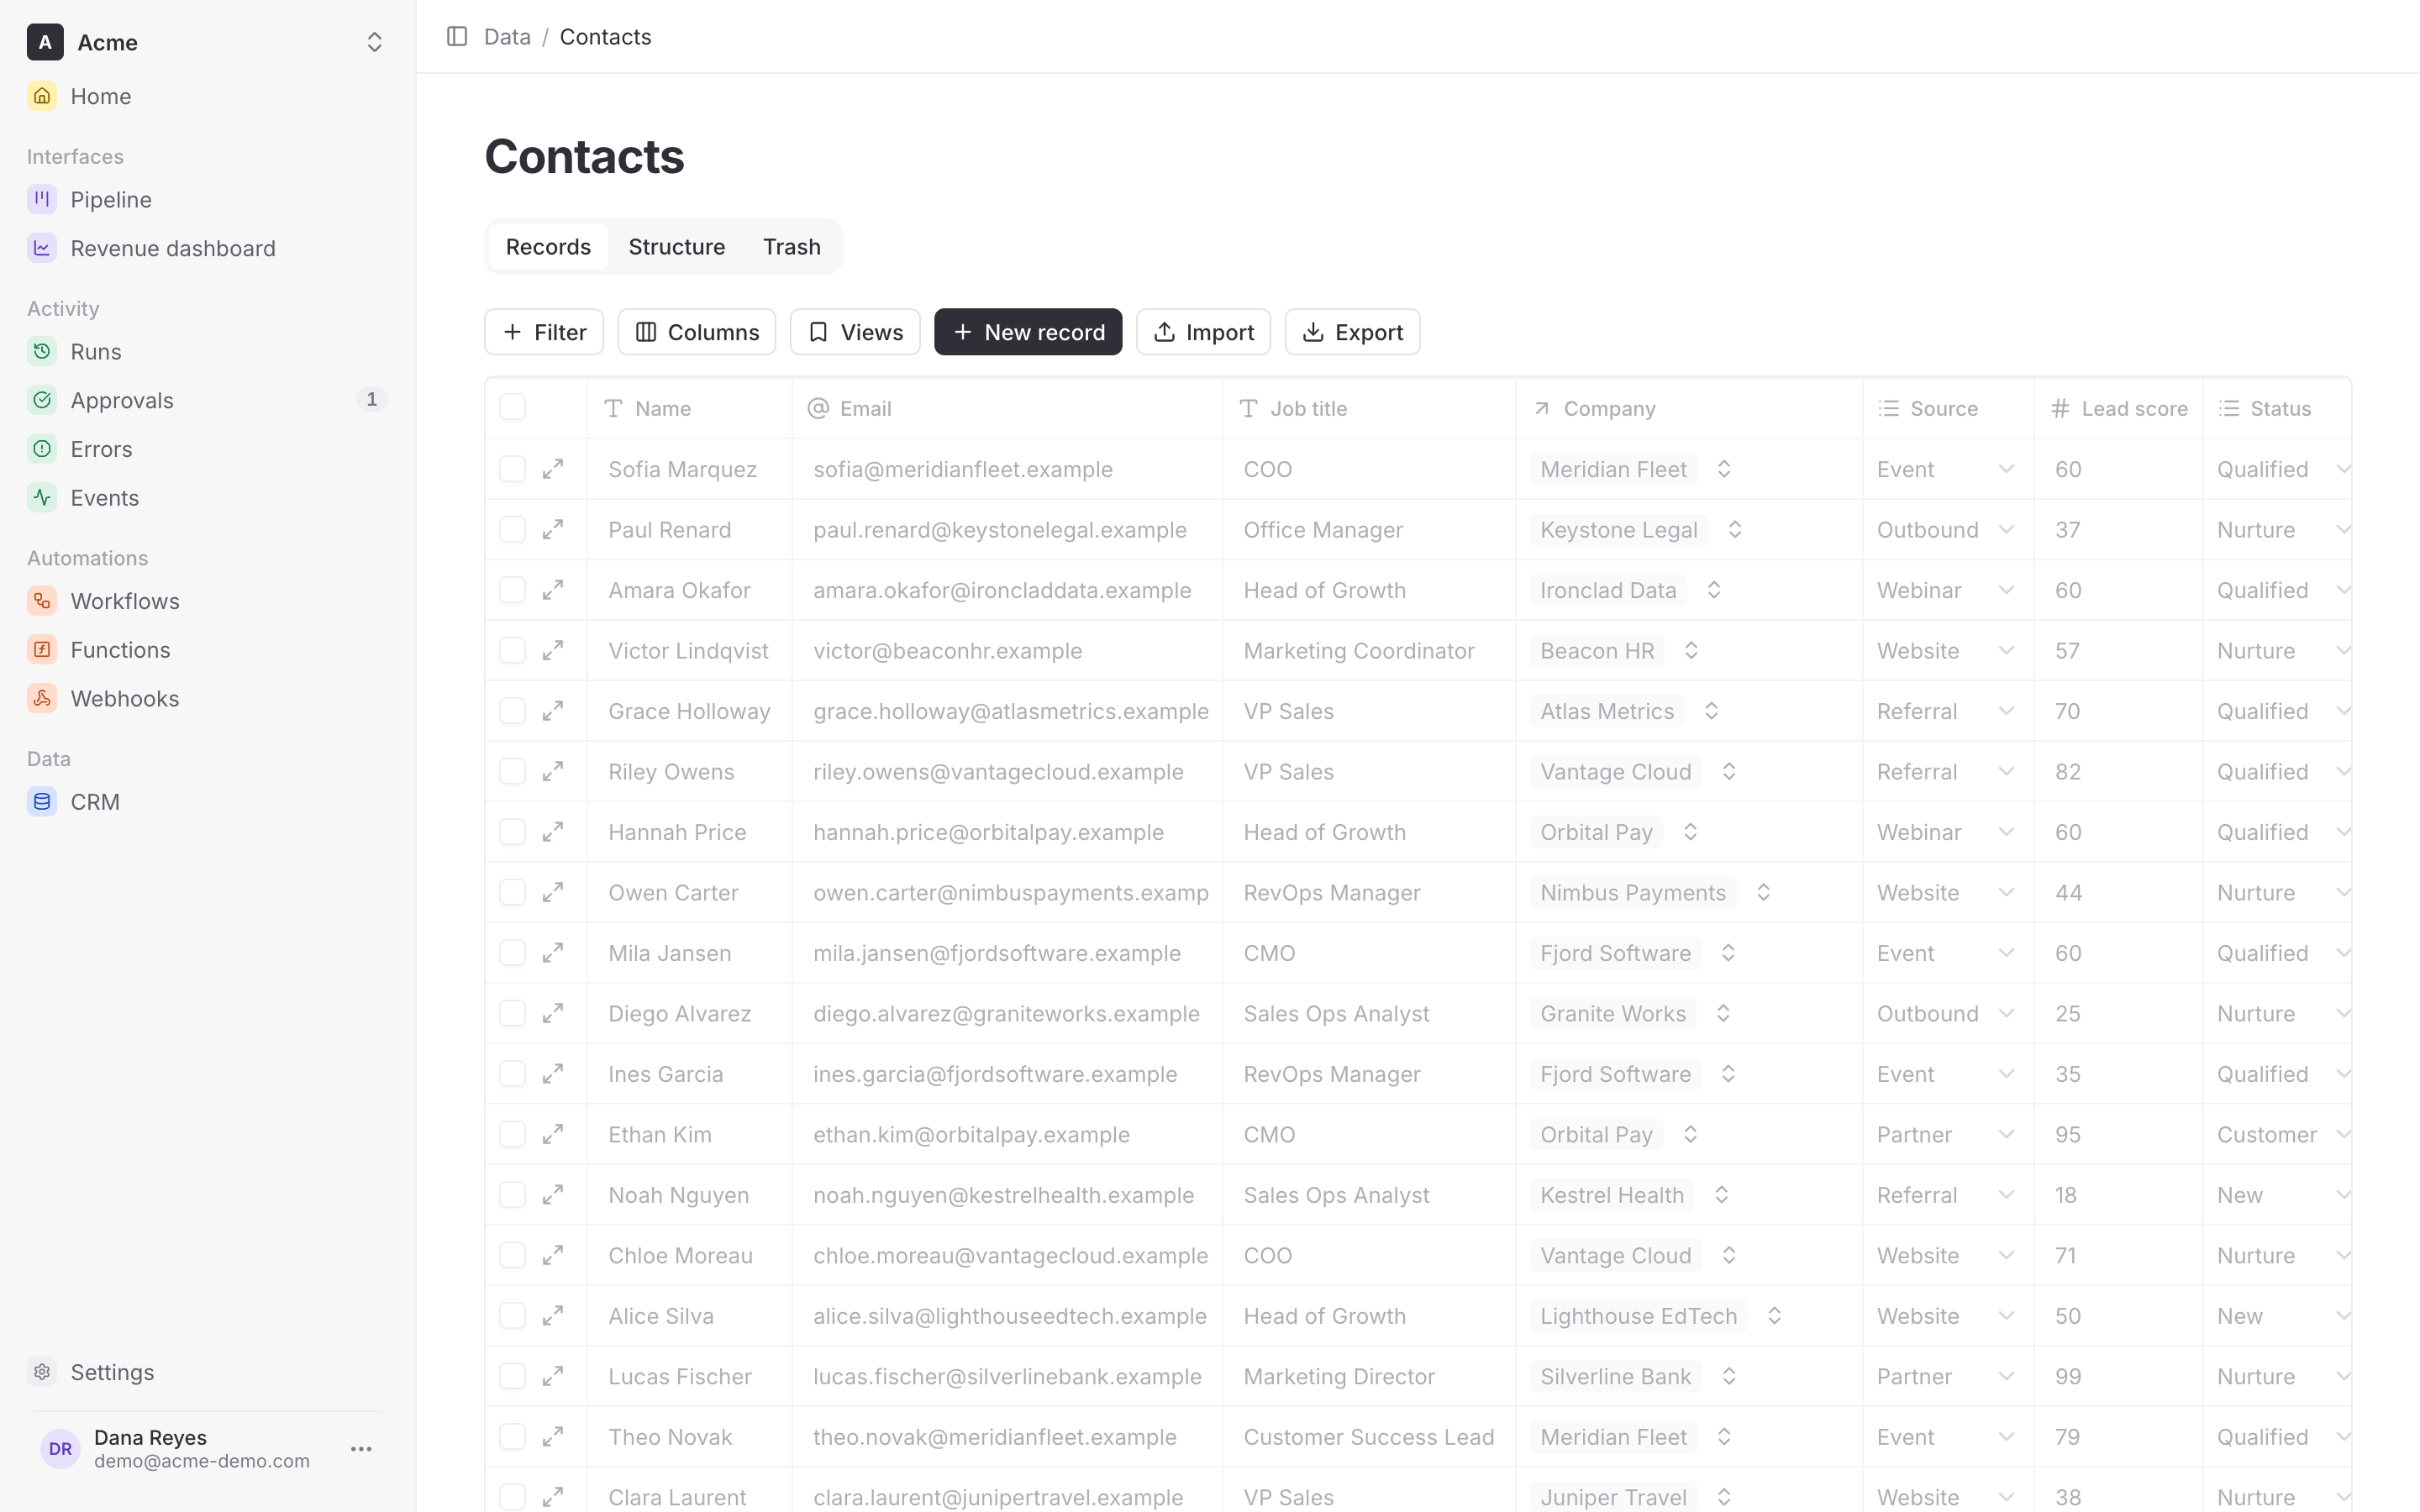 A Acme
Home
Interfaces
Pipeline
Revenue dashboard
Activity
Runs
Approvals 1
Errors
Events
Automations
Workflows
Functions
Webhooks
Data
CRM
Settings
DR Dana Reyes
demo@acme-demo.com
Data / Contacts
Contacts
Records Structure Trash
Filter Columns Views New record Import Export
Name Email Job title Company Source Lead score Status
Sofia Marquez sofia@meridianfleet.example COO Meridian Fleet Event 60 Qualified
Paul Renard paul.renard@keystonelegal.example Office Manager Keystone Legal Outbound 37 Nurture
Amara Okafor amara.okafor@ironcladdata.example Head of Growth Ironclad Data Webinar 60 Qualified
Victor Lindqvist victor@beaconhr.example Marketing Coordinator Beacon HR Website 57 Nurture
Grace Holloway grace.holloway@atlasmetrics.example VP Sales Atlas Metrics Referral 70 Qualified
Riley Owens riley.owens@vantagecloud.example VP Sales Vantage Cloud Referral 82 Qualified
Hannah Price hannah.price@orbitalpay.example Head of Growth Orbital Pay Webinar 60 Qualified
Owen Carter owen.carter@nimbuspayments.examp RevOps Manager Nimbus Payments Website 44 Nurture
Mila Jansen mila.jansen@fjordsoftware.example CMO Fjord Software Event 60 Qualified
Diego Alvarez diego.alvarez@graniteworks.example Sales Ops Analyst Granite Works Outbound 25 Nurture
Ines Garcia ines.garcia@fjordsoftware.example RevOps Manager Fjord Software Event 35 Qualified
Ethan Kim ethan.kim@orbitalpay.example CMO Orbital Pay Partner 95 Customer
Noah Nguyen noah.nguyen@kestrelhealth.example Sales Ops Analyst Kestrel Health Referral 18 New
Chloe Moreau chloe.moreau@vantagecloud.example COO Vantage Cloud Website 71 Nurture
Alice Silva alice.silva@lighthouseedtech.example Head of Growth Lighthouse EdTech Website 50 New
Lucas Fischer lucas.fischer@silverlinebank.example Marketing Director Silverline Bank Partner 99 Nurture
Theo Novak theo.novak@meridianfleet.example Customer Success Lead Meridian Fleet Event 79 Qualified
Clara Laurent clara.laurent@junipertravel.example VP Sales Juniper Travel Website 38 Nurture